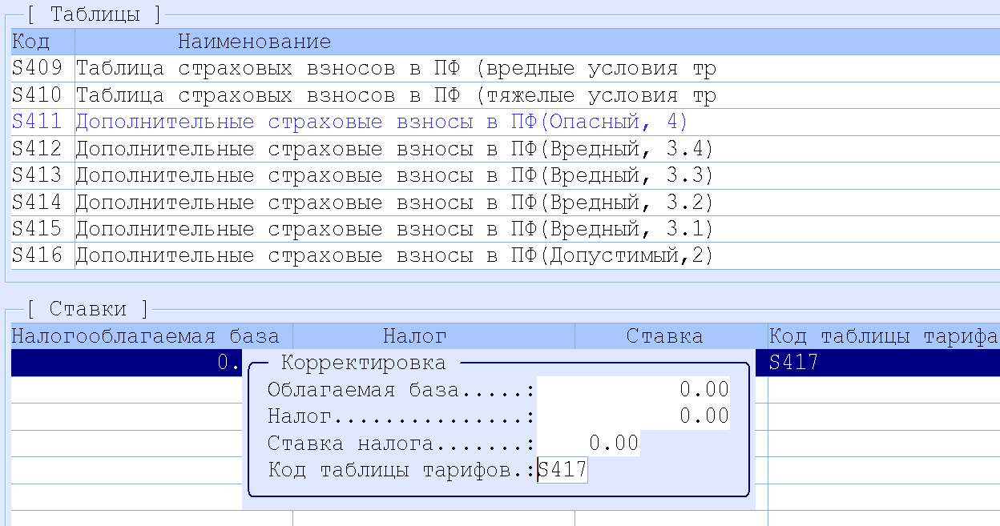 [ Таблицы ]
Код Наименование
S409 Таблица страховых взносов в ПФ (вредные условия тр
S410 Таблица страховых взносов в ПФ (тяжелые условия тр
S411 Дополнительные страховые взносы в ПФ(Опасный, 4)
S412 Дополнительные страховые взносы в ПФ(Вредный, 3.4)
S413 Дополнительные страховые взносы в ПФ(Вредный, 3.3)
S414 Дополнительные страховые взносы в ПФ(Вредный, 3.2)
S415 Дополнительные страховые взносы в ПФ(Вредный, 3.1)
S416 Дополнительные страховые взносы в ПФ(Допустимый,2)
[ Ставки ]
Налогооблагаемая база Налог Ставка Код таблицы тарифа
0. S417
Корректировка
Облагаемая база.....: 0.00
Налог...............: 0.00
Ставка налога.......: 0.00
Код таблицы тарифов.:S417